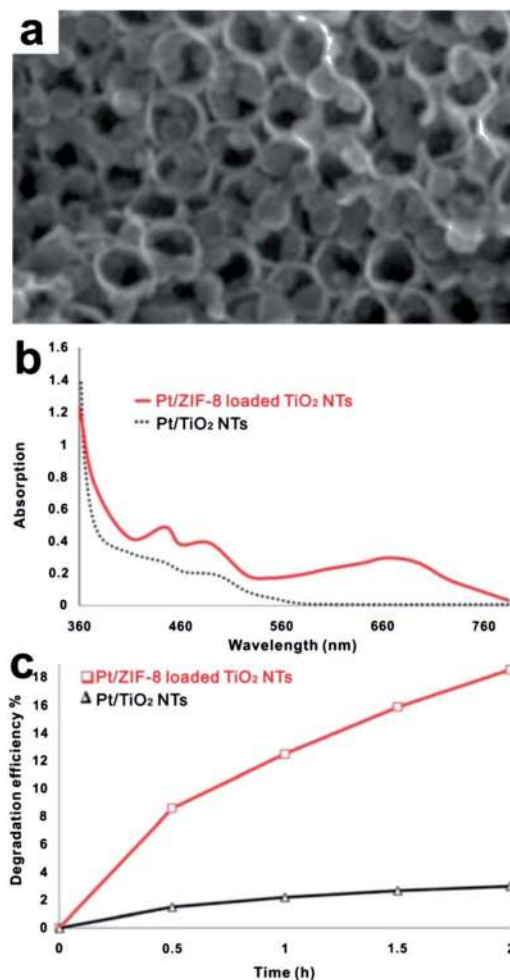 a
b
1.6
1.4
1.2
1
0.8
0.6
0.4
0.2
0
Absorption
Pt/ZIF-8 loaded TiO₂ NTs
Pt/TiO₂ NTs
360 460 560 660 760
Wavelength (nm)
c
18
16
14
12
10
8
6
4
2
0
Degradation efficiency %
Pt/ZIF-8 loaded TiO₂ NTs
Pt/TiO₂ NTs
0 0.5 1 1.5 2
Time (h)